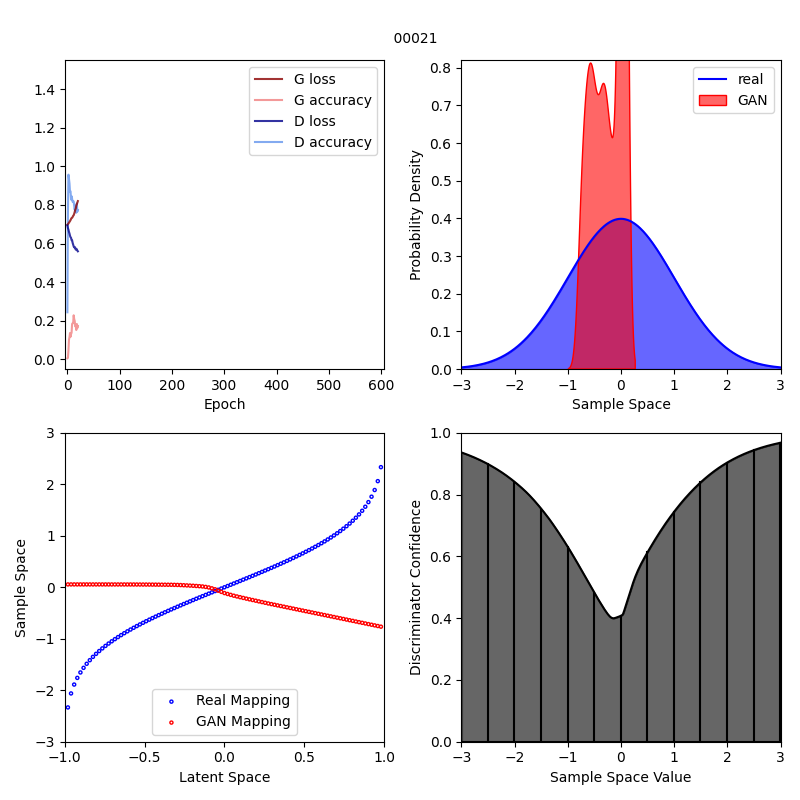 00021
G loss
G accuracy
D loss
D accuracy
1.4
1.2
1.0
0.8
0.6
0.4
0.2
0.0
0 100 200 300 400 500 600
Epoch
real
GAN
Probability Density
0.8
0.7
0.6
0.5
0.4
0.3
0.2
0.1
0.0
−3 −2 −1 0 1 2 3
Sample Space
Sample Space
3
2
1
0
−1
−2
−3
Real Mapping
GAN Mapping
−1.0 −0.5 0.0 0.5 1.0
Latent Space
Discriminator Confidence
1.0
0.8
0.6
0.4
0.2
0.0
−3 −2 −1 0 1 2 3
Sample Space Value